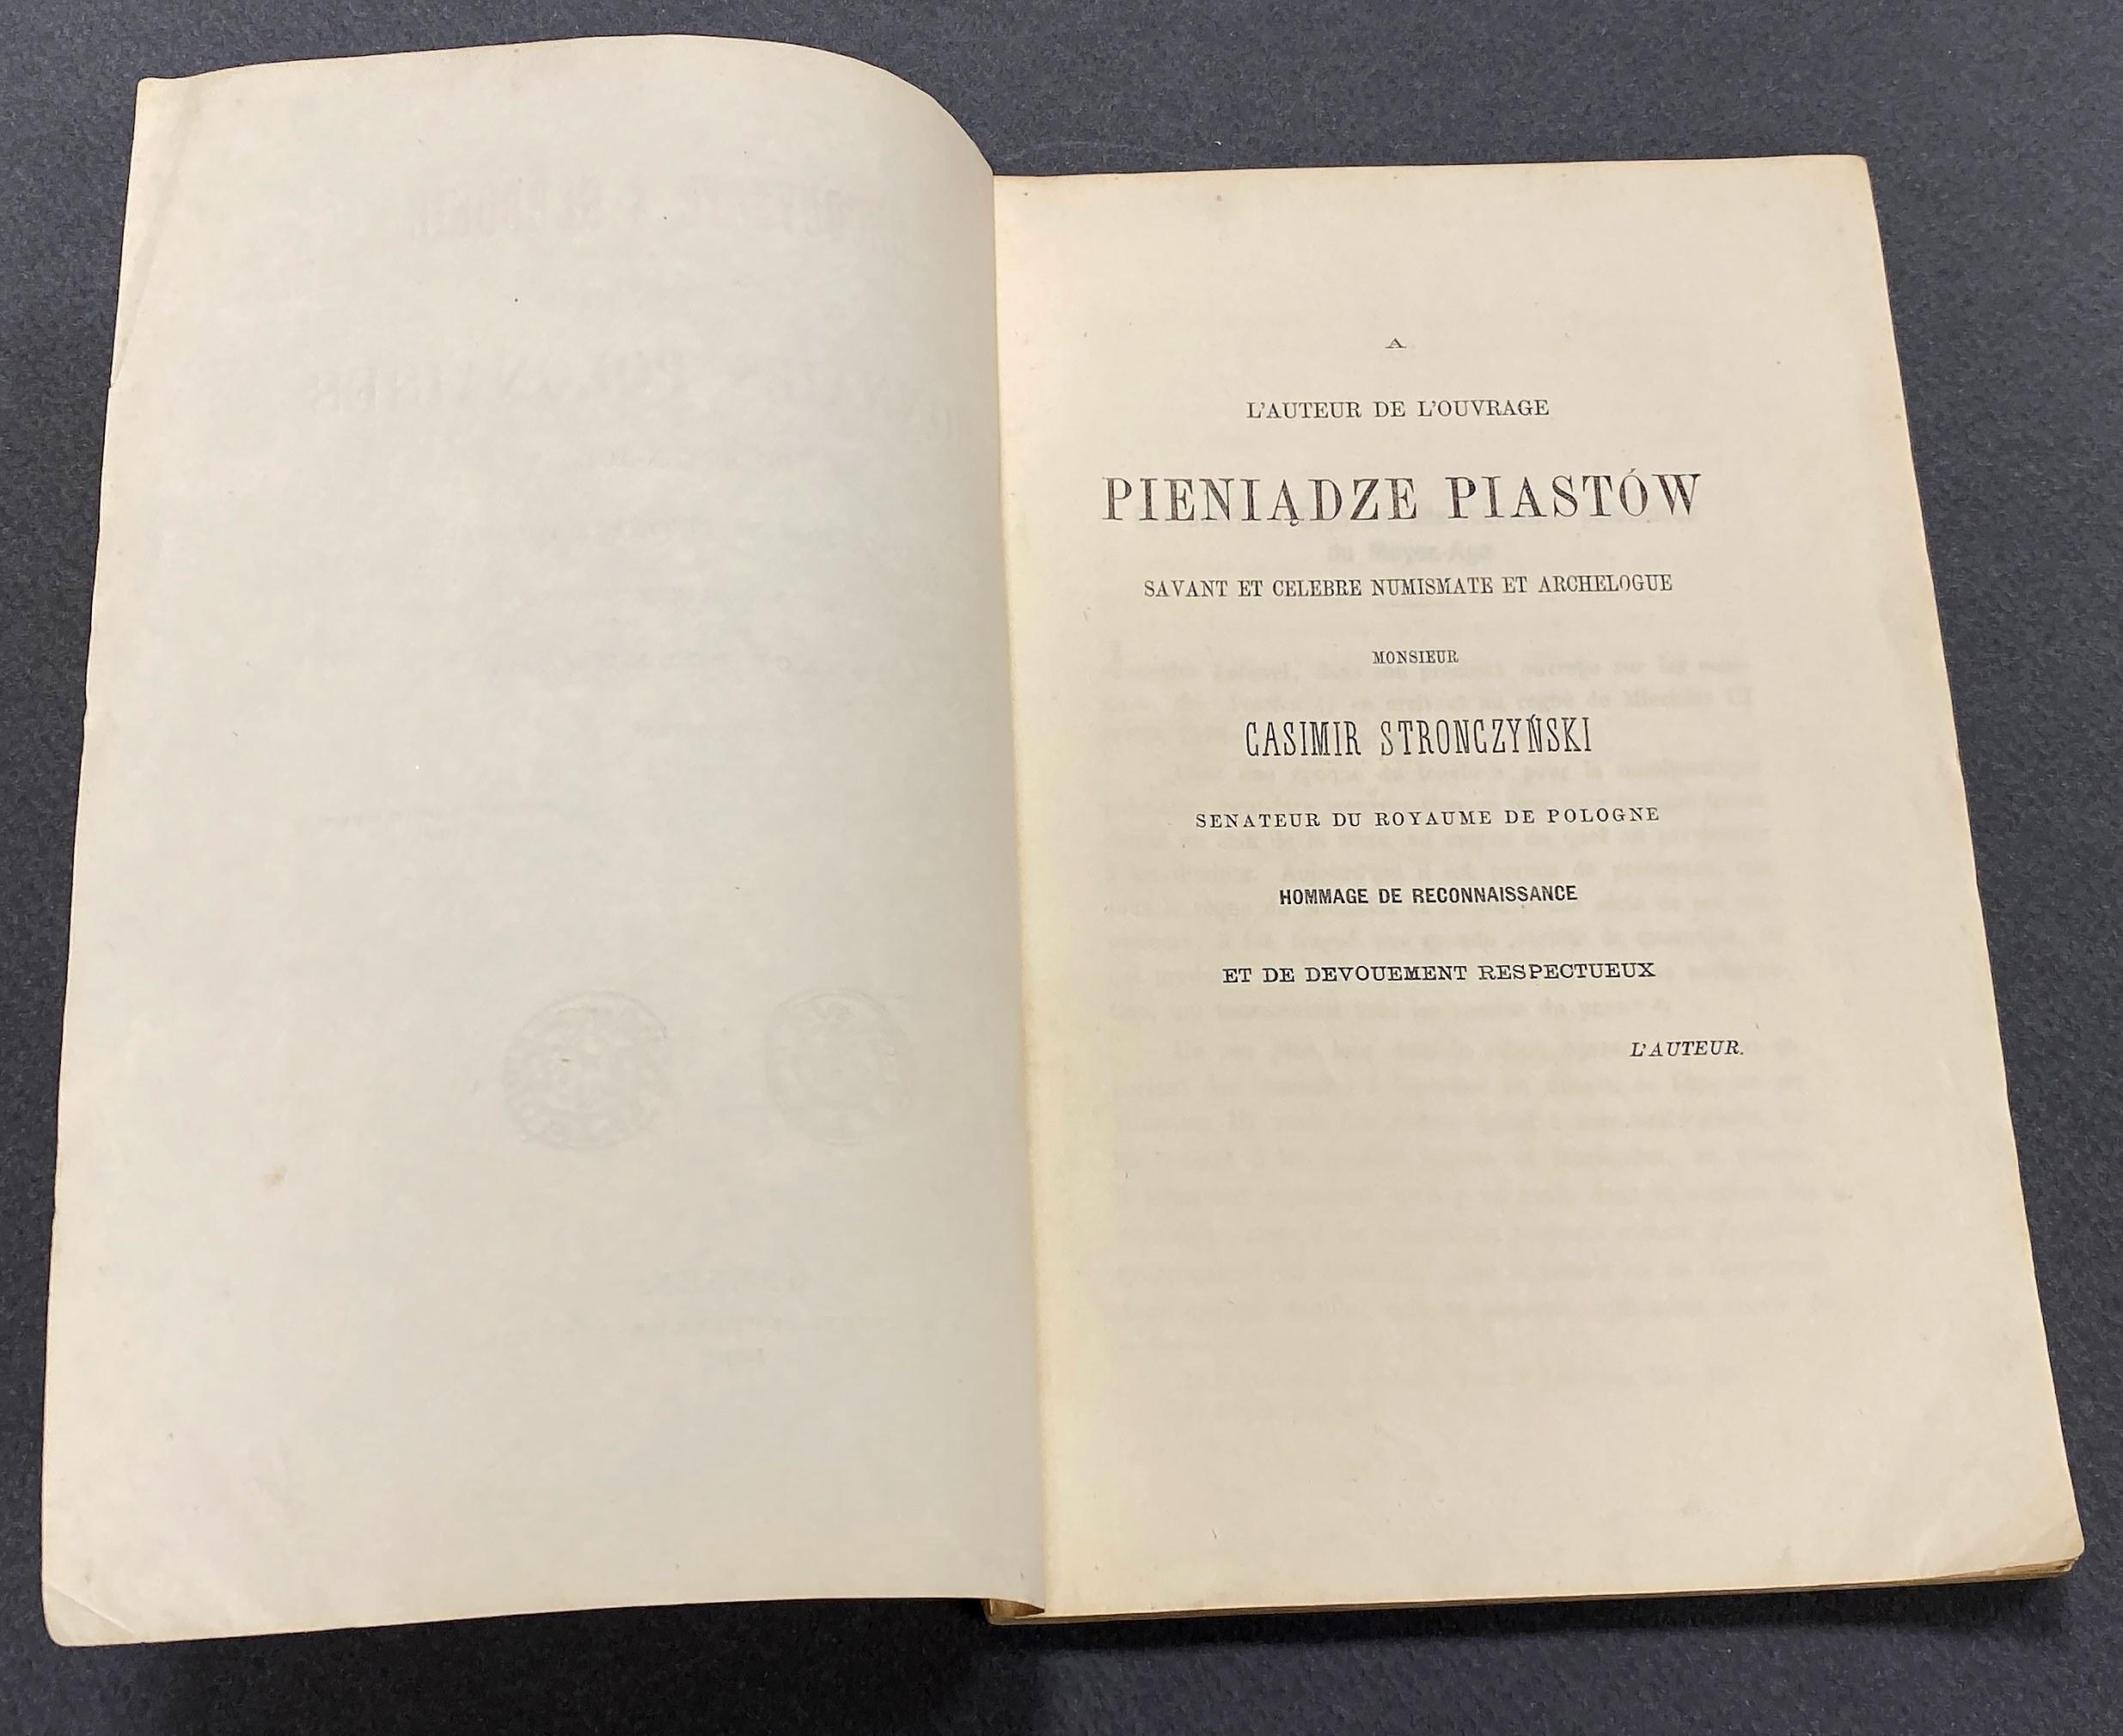 A
L'AUTEUR DE L'OUVRAGE
PIENIĄDZE PIASTÓW
SAVANT ET CELEBRE NUMISMATE ET ARCHELOGUE
MONSIEUR
CASIMIR STRONCZYŃSKI
SENATEUR DU ROYAUME DE POLOGNE
HOMMAGE DE RECONNAISSANCE
ET DE DEVOUEMENT RESPECTUEUX
L'AUTEUR.